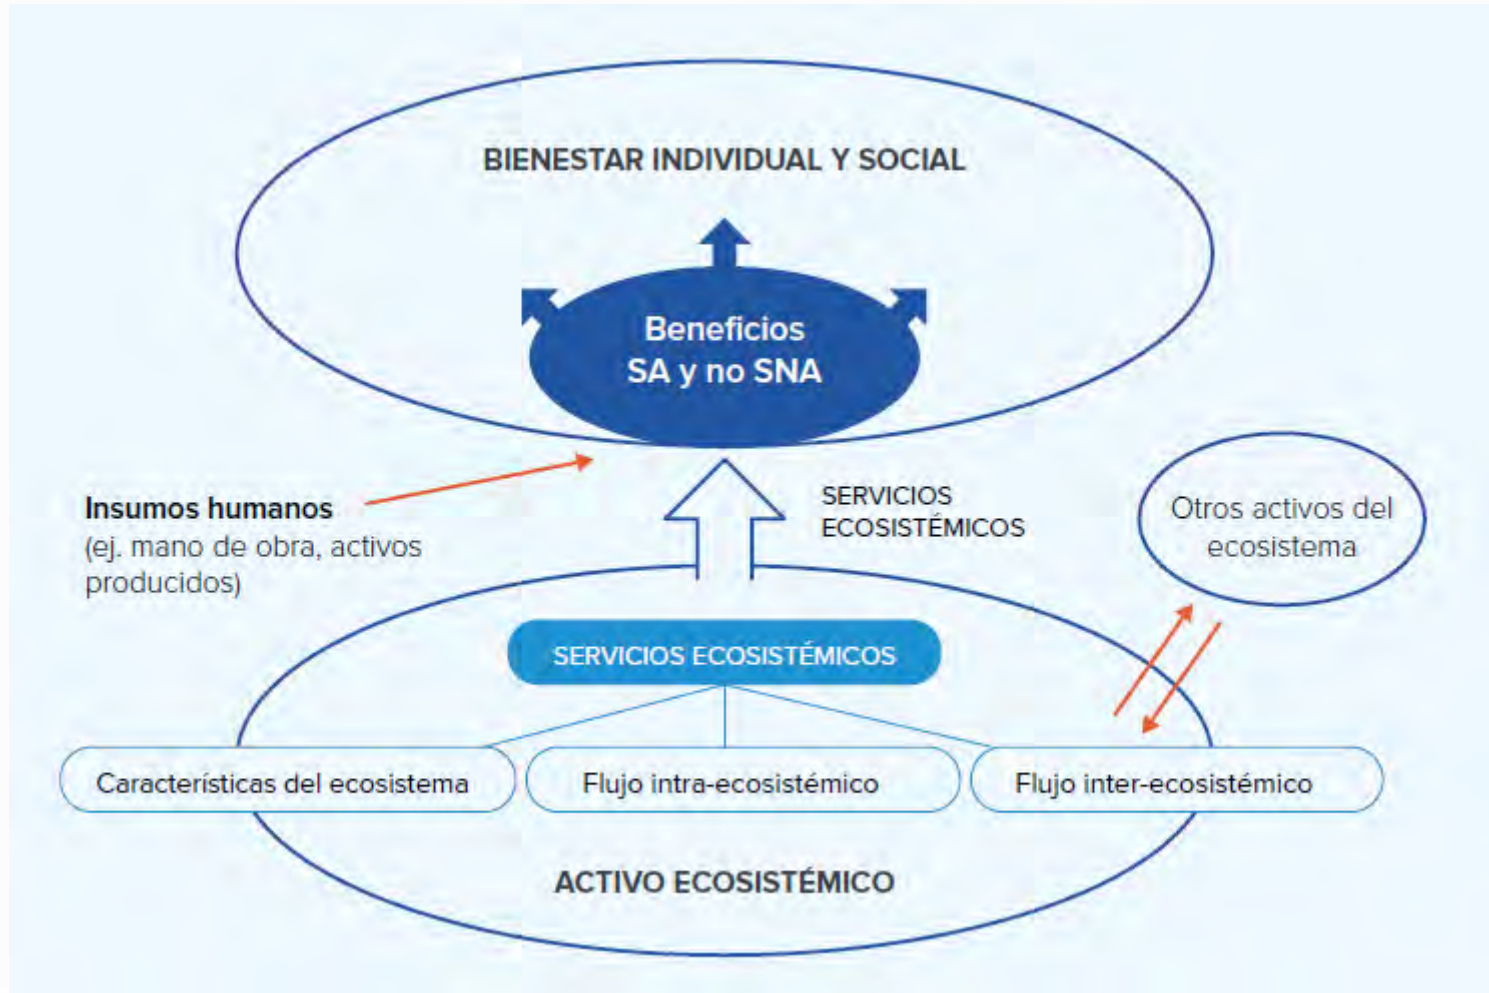 BIENESTAR INDIVIDUAL Y SOCIAL
Beneficios
SA y no SNA
SERVICIOS
ECOSISTÉMICOS
Insumos humanos
(ej. mano de obra, activos
producidos)
Otros activos del
ecosistema
SERVICIOS ECOSISTÉMICOS
Características del ecosistema
Flujo intra-ecosistémico
Flujo inter-ecosistémico
ACTIVO ECOSISTÉMICO